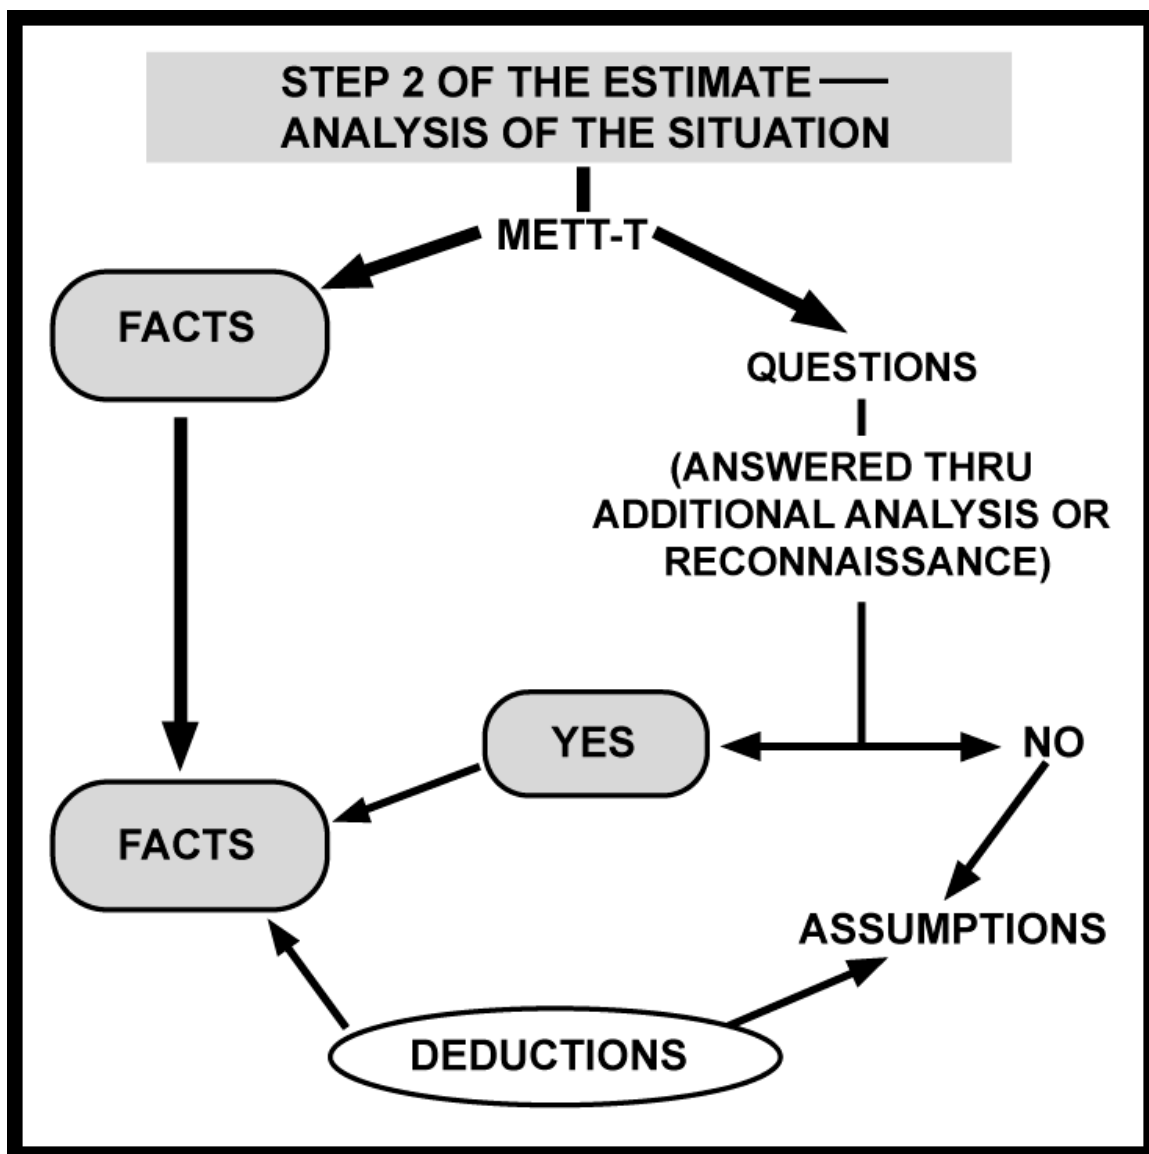 STEP 2 OF THE ESTIMATE —
ANALYSIS OF THE SITUATION
METT-T
FACTS
QUESTIONS
(ANSWERED THRU
ADDITIONAL ANALYSIS OR
RECONNAISSANCE)
YES
NO
FACTS
ASSUMPTIONS
DEDUCTIONS